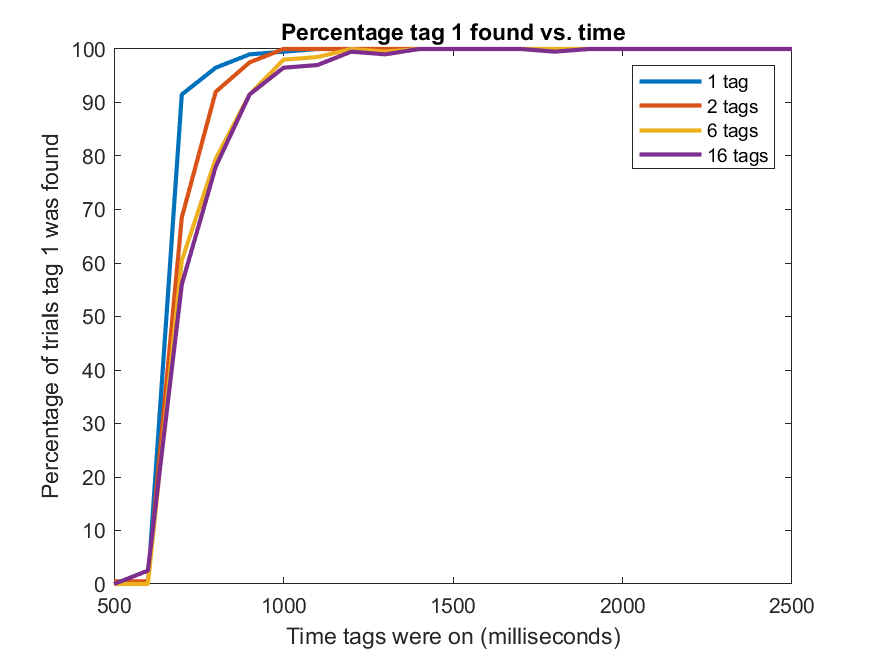 Percentage tag 1 found vs. time
100
90
80
70
60
50
40
30
20
10
0
Percentage of trials tag 1 was found
1 tag
2 tags
6 tags
16 tags
500
1000
1500
2000
2500
Time tags were on (milliseconds)